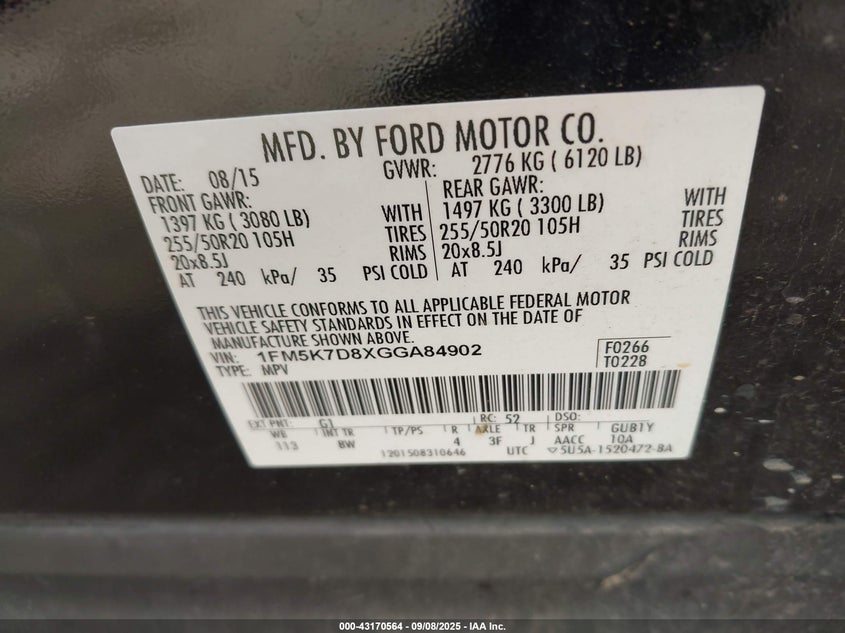 MFD. BY FORD MOTOR CO.
DATE: 08/15 GVWR: 2776 KG ( 6120 LB)
FRONT GAWR: REAR GAWR:
1397 KG ( 3080 LB) WITH 1497 KG ( 3300 LB) WITH
255/50R20 105H TIRES 255/50R20 105H TIRES
20x8.5J RIMS 20x8.5J RIMS
AT 240 kPa/ 35 PSI COLD AT 240 kPa/ 35 PSI COLD
THIS VEHICLE CONFORMS TO ALL APPLICABLE FEDERAL MOTOR
VEHICLE SAFETY STANDARDS IN EFFECT ON THE DATE OF
MANUFACTURE SHOWN ABOVE.
VIN: 1FM5K7D8XGGA84902 F0266
TYPE: MPV T0228
EXT PNT: G1 RC: 52 DSO:
WB INT TR TP/PS R AXLE TR SPR GUB1Y
113 BW 4 3F J AACC 10A
1201508310646 UTC ▽5U5A-1520472-BA
000-43170564 - 09/08/2025 - IAA Inc.